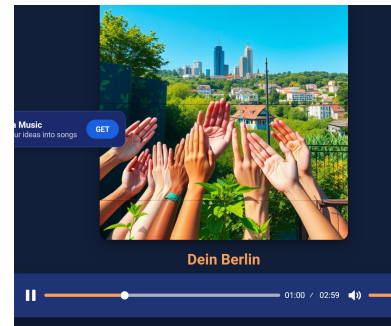 Music
ur ideas into songs
GET
Dein Berlin
01:00 / 02:59